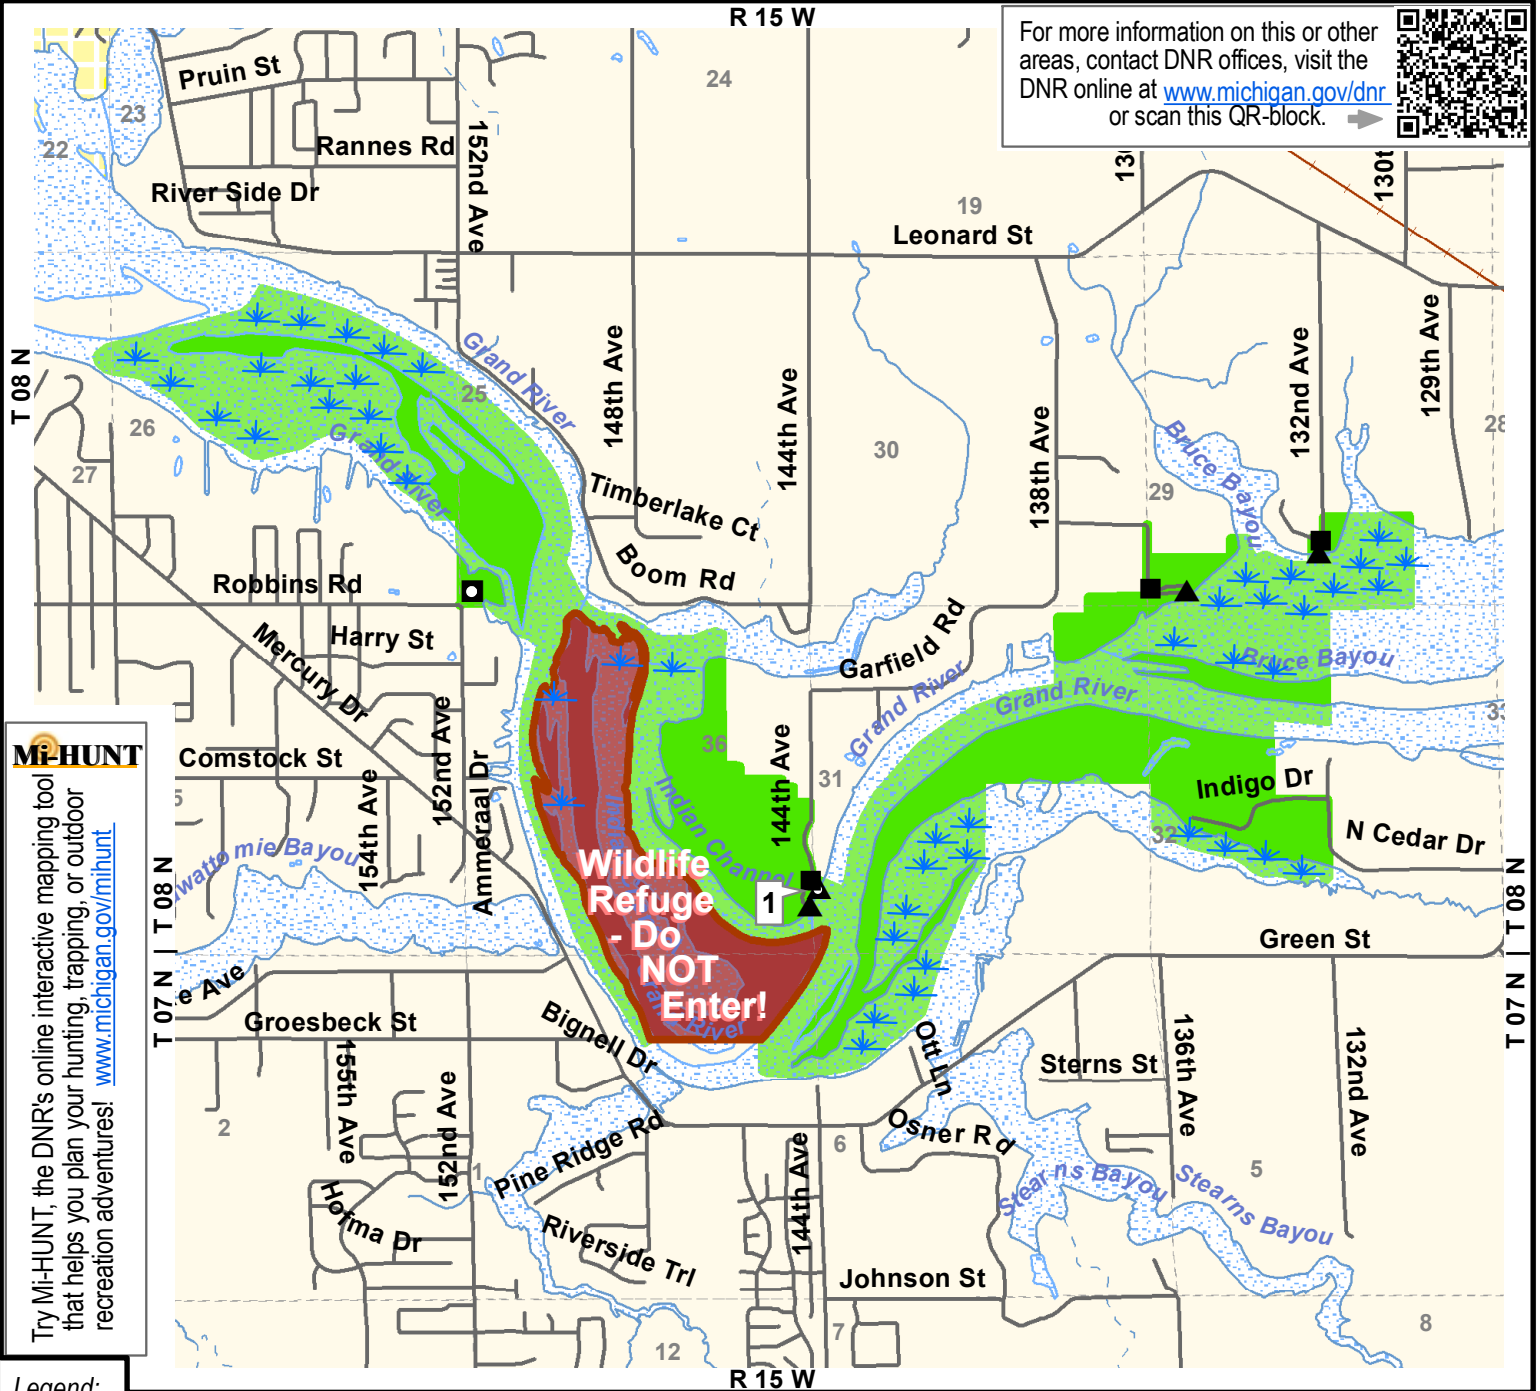 R 15 W
For more information on this or other
areas, contact DNR offices, visit the
DNR online at www.michigan.gov/dnr
or scan this QR-block.
Pruin St
24
23
22
Rannes Rd
152nd Ave
130t
River Side Dr
19
Leonard St
T 08 N
Grand River
148th Ave
144th Ave
138th Ave
132nd Ave
129th Ave
25
26
27
28
29
30
Grand River
Bruce Bayou
Timberlake Ct
Boom Rd
Robbins Rd
Harry St
Mercury Dr
Garfield Rd
Grand River
Grand River
Bruce Bayou
33
Mi-HUNT
Try Mi-HUNT, the DNR's online interactive mapping tool
that helps you plan your hunting, trapping, or outdoor
recreation adventures! www.michigan.gov/mihunt
Comstock St
152nd Ave
154th Ave
Ammeraal Dr
36
31
144th Ave
Indian Channel
Indigo Dr
32
N Cedar Dr
wattomie Bayou
Wildlife
Refuge
- Do
NOT
Enter!
1
River
T 07 N | T 08 N
T 07 N | T 08 N
Green St
e Ave
Groesbeck St
Bignell Dr
Ott Ln
Sterns St
155th Ave
152nd Ave
136th Ave
132nd Ave
2
1
Pine Ridge Rd
6
Osner Rd
5
Stearns Bayou
Stearns Bayou
Hofma Dr
Riverside Trl
144th Ave
Johnson St
7
8
12
R 15 W
Legend: